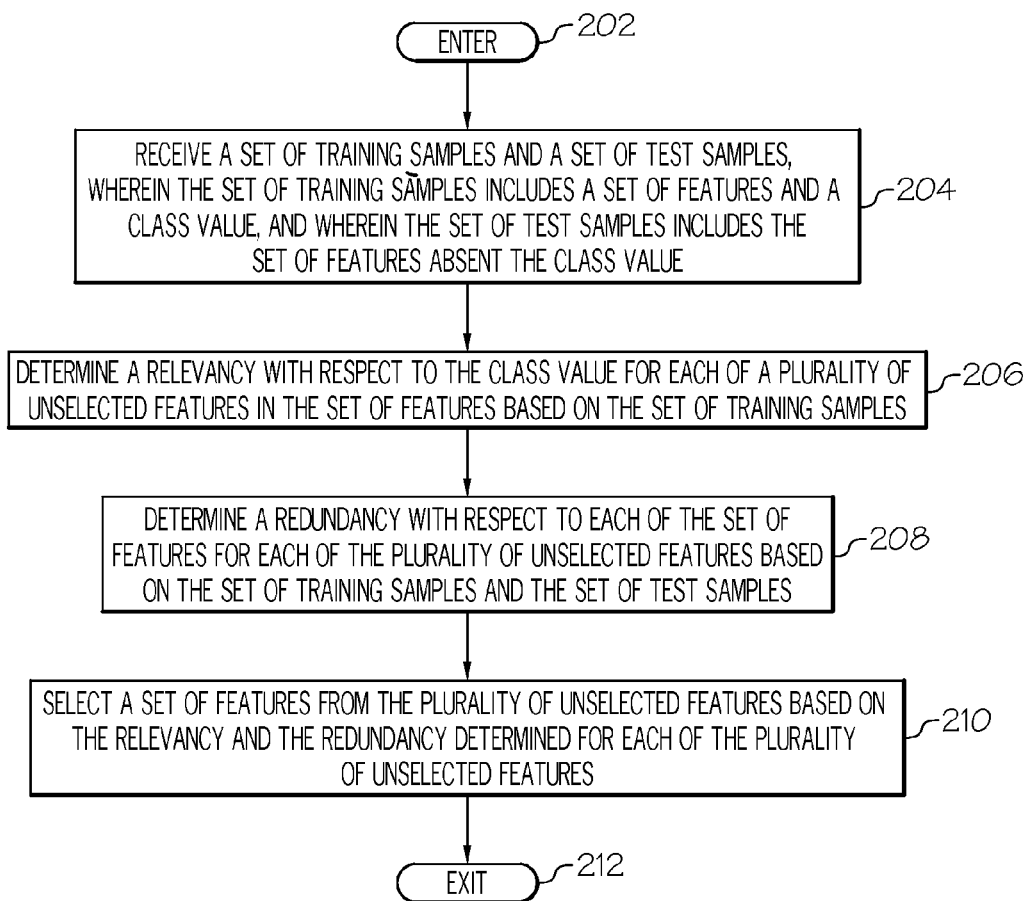 ENTER
202
RECEIVE A SET OF TRAINING SAMPLES AND A SET OF TEST SAMPLES,
WHEREIN THE SET OF TRAINING SAMPLES INCLUDES A SET OF FEATURES AND A
CLASS VALUE, AND WHEREIN THE SET OF TEST SAMPLES INCLUDES THE
SET OF FEATURES ABSENT THE CLASS VALUE
204
DETERMINE A RELEVANCY WITH RESPECT TO THE CLASS VALUE FOR EACH OF A PLURALITY OF
UNSELECTED FEATURES IN THE SET OF FEATURES BASED ON THE SET OF TRAINING SAMPLES
206
DETERMINE A REDUNDANCY WITH RESPECT TO EACH OF THE SET OF
FEATURES FOR EACH OF THE PLURALITY OF UNSELECTED FEATURES BASED
ON THE SET OF TRAINING SAMPLES AND THE SET OF TEST SAMPLES
208
SELECT A SET OF FEATURES FROM THE PLURALITY OF UNSELECTED FEATURES BASED ON
THE RELEVANCY AND THE REDUNDANCY DETERMINED FOR EACH OF THE PLURALITY
OF UNSELECTED FEATURES
210
EXIT
212